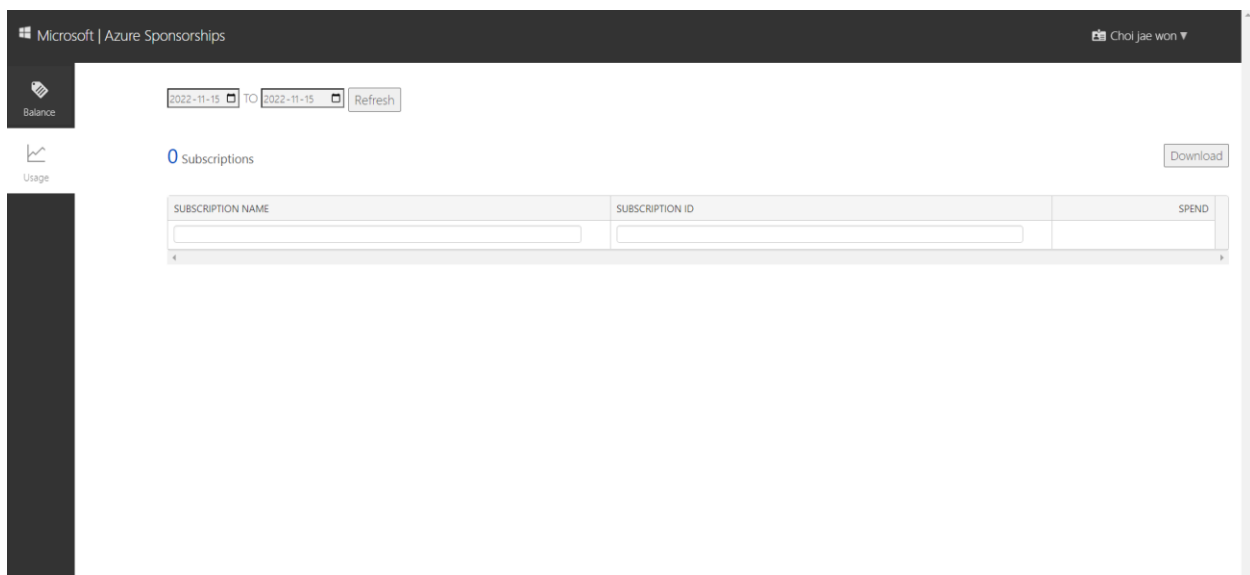 Microsoft | Azure Sponsorships
Choi jae won ▼
Balance
Usage
2022-11-15 TO 2022-11-15 Refresh
0 Subscriptions
Download
SUBSCRIPTION NAME SUBSCRIPTION ID SPEND